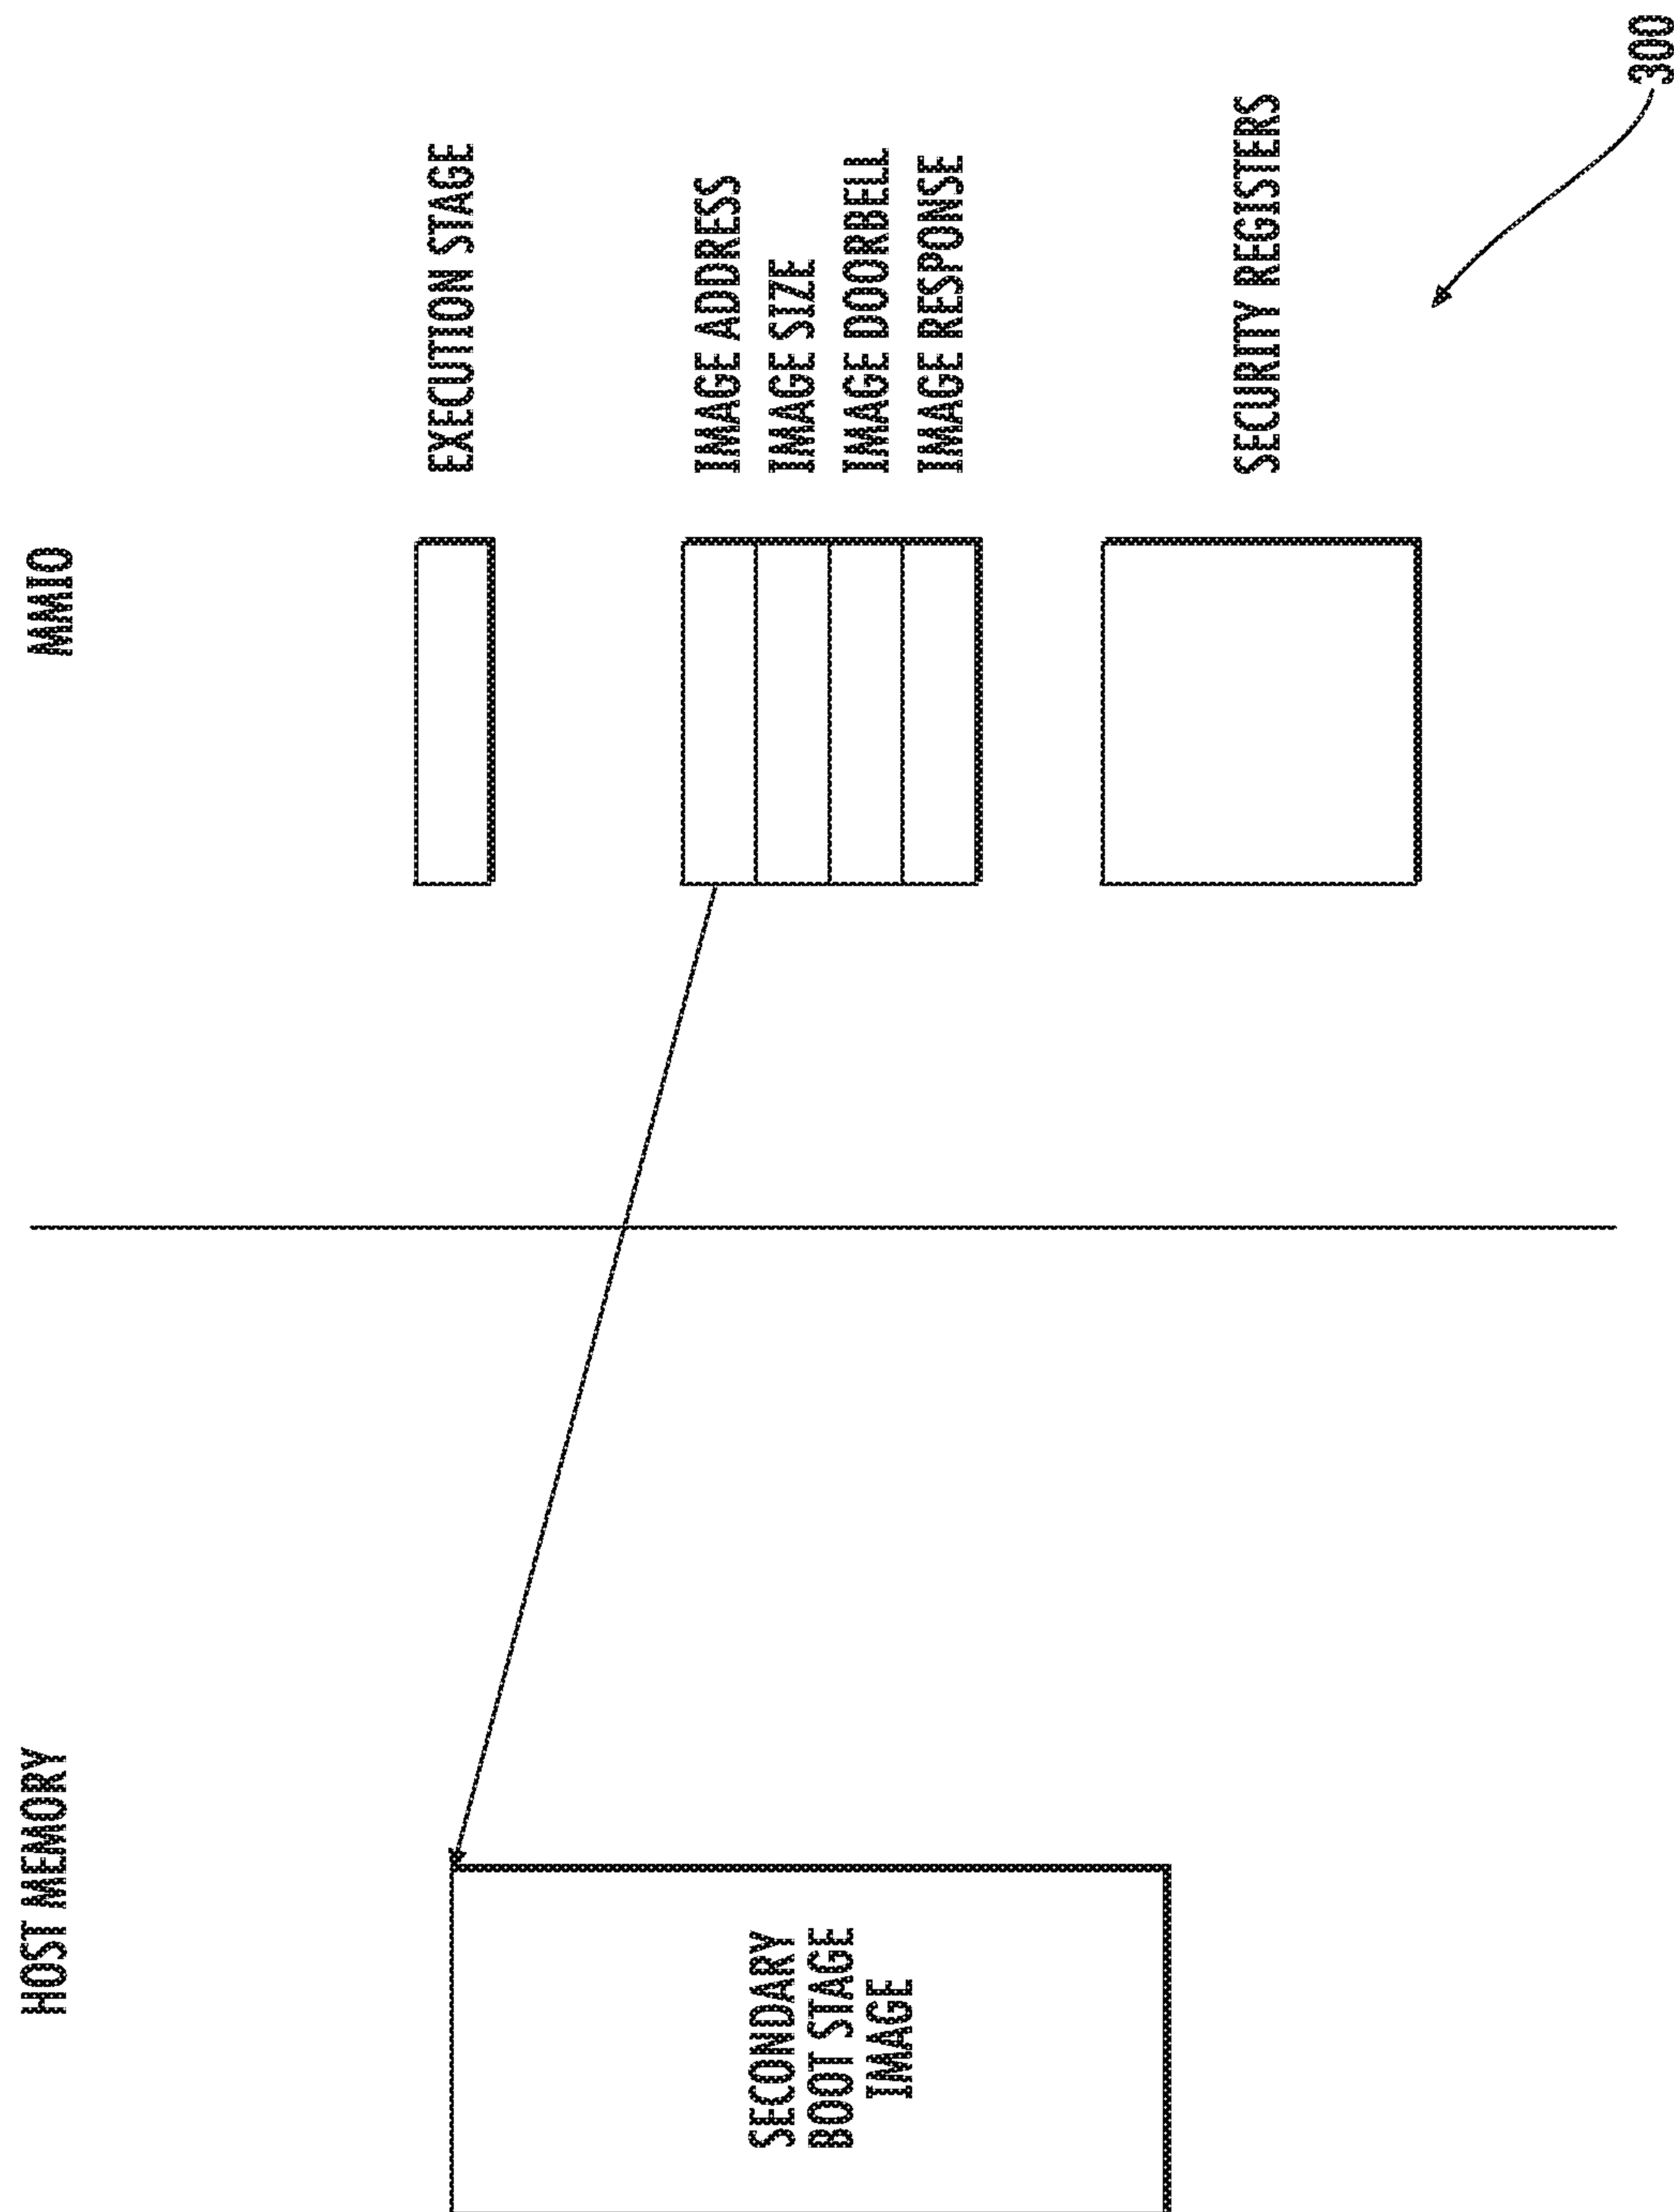 HOST MEMORY
MMIO
EXECUTION STAGE
IMAGE ADDRESS
IMAGE SIZE
IMAGE DOORBELL
IMAGE RESPONSE
SECONDARY
BOOT STAGE
IMAGE
SECURITY REGISTERS
300